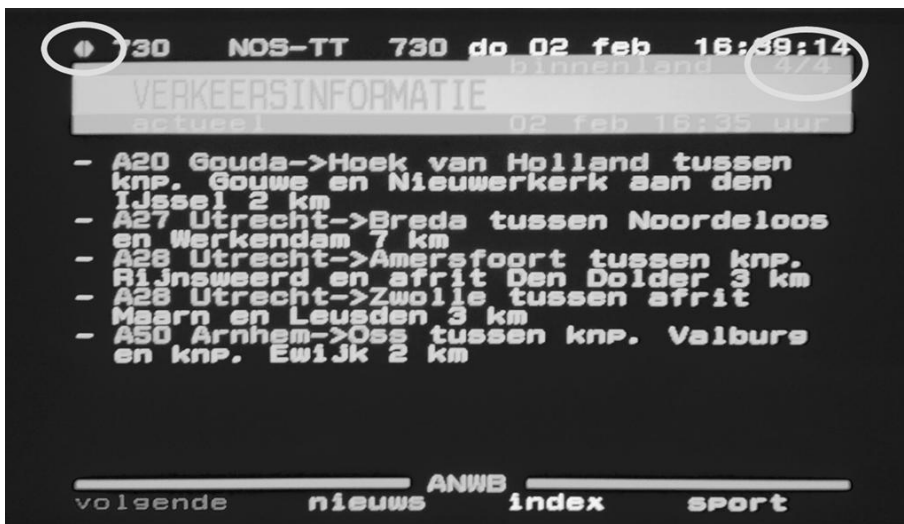 730 NOS-TT 730 do 02 feb 16:39:14
binnenland 4/4
VERKEERSINFORMATIE
actueel 02 feb 16:35 uur
- A20 Gouda->Hoek van Holland tussen
knp. Gouwe en Nieuwerkerk aan den
IJssel 2 km
- A27 Utrecht->Breda tussen Noordeloos
en Werkendam 7 km
- A28 Utrecht->Amersfoort tussen knp.
Rijnsweerd en afrit Den Dolder 3 km
- A28 Utrecht->Zwolle tussen afrit
Maarn en Leusden 3 km
- A50 Arnhem->Oss tussen knp. Valburg
en knp. Ewijk 2 km
ANWB
volgende nieuws index sport